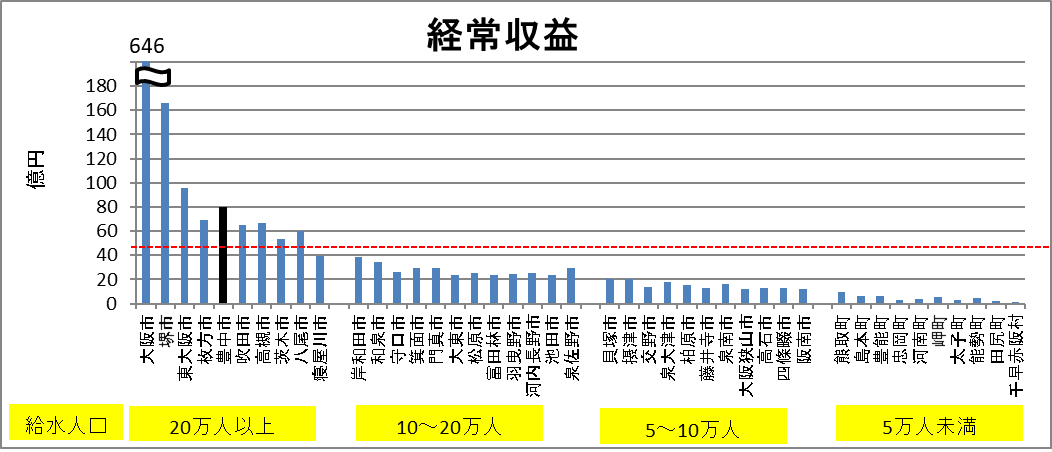 経常収益
646
億円
180
160
140
120
100
80
60
40
20
0
大阪市
堺市
東大阪市
枚方市
豊中市
吹田市
高槻市
茨木市
八尾市
寝屋川市
岸和田市
和泉市
守口市
箕面市
門真市
大東市
松原市
富田林市
羽曳野市
河内長野市
池田市
泉佐野市
貝塚市
摂津市
交野市
泉大津市
柏原市
藤井寺市
泉南市
大阪狭山市
高石市
四條畷市
阪南市
熊取町
島本町
豊能町
忠岡町
河南町
岬町
太子町
能勢町
田尻町
千早赤阪村
給水人口
20万人以上
10～20万人
5～10万人
5万人未満